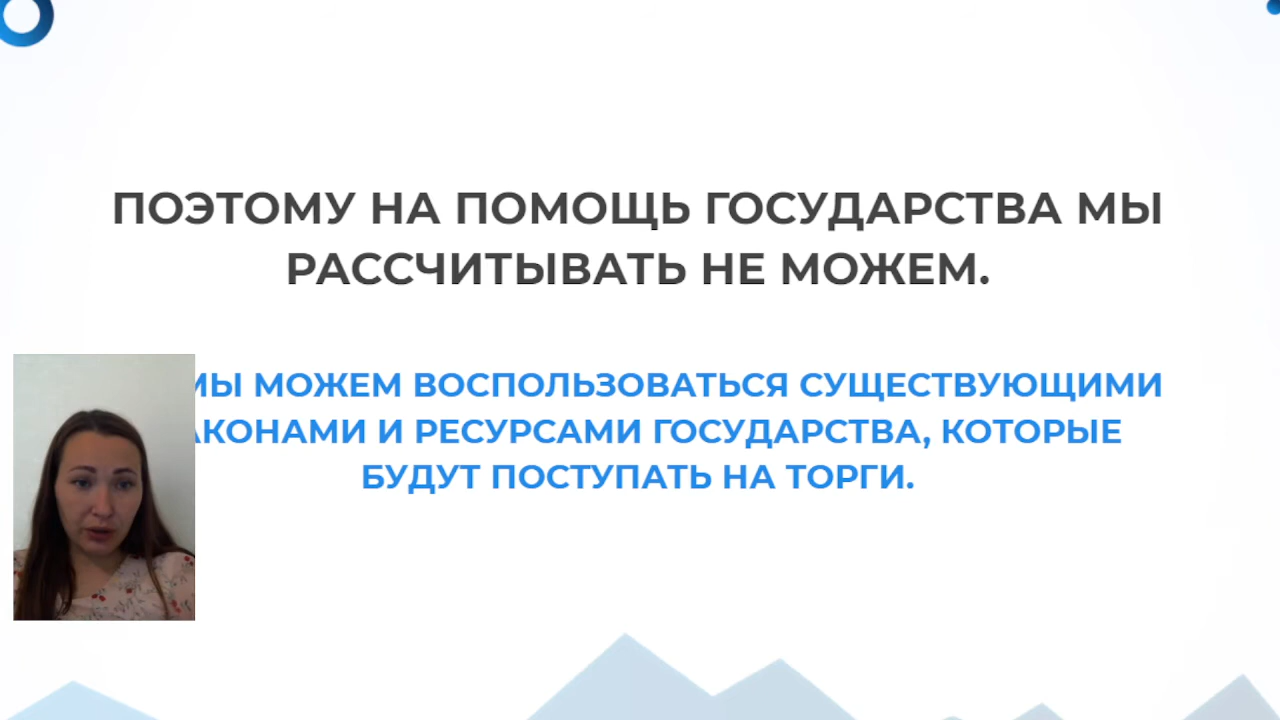 ПОЭТОМУ НА ПОМОЩЬ ГОСУДАРСТВА МЫ
РАССЧИТЫВАТЬ НЕ МОЖЕМ.
МЫ МОЖЕМ ВОСПОЛЬЗОВАТЬСЯ СУЩЕСТВУЮЩИМИ
АКОНАМИ И РЕСУРСАМИ ГОСУДАРСТВА, КОТОРЫЕ
БУДУТ ПОСТУПАТЬ НА ТОРГИ.